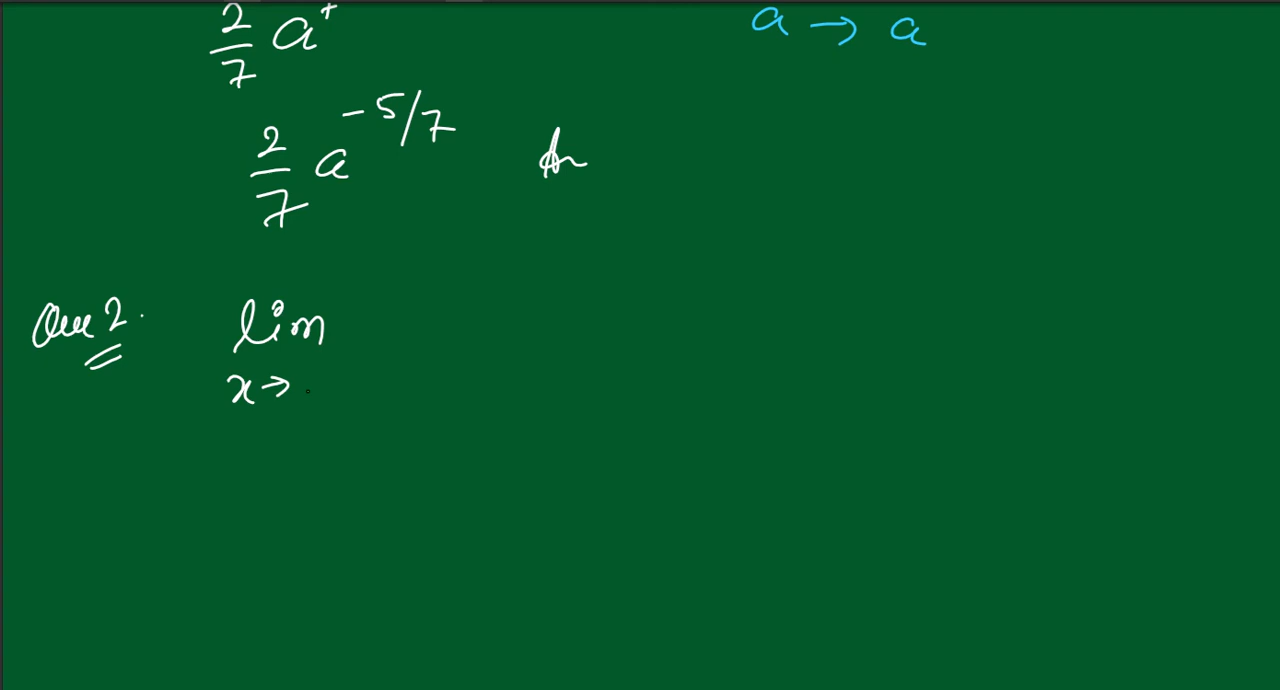 2/7 a
a → a
2/7 a^{-5/7}
Que 2.
lim
x →